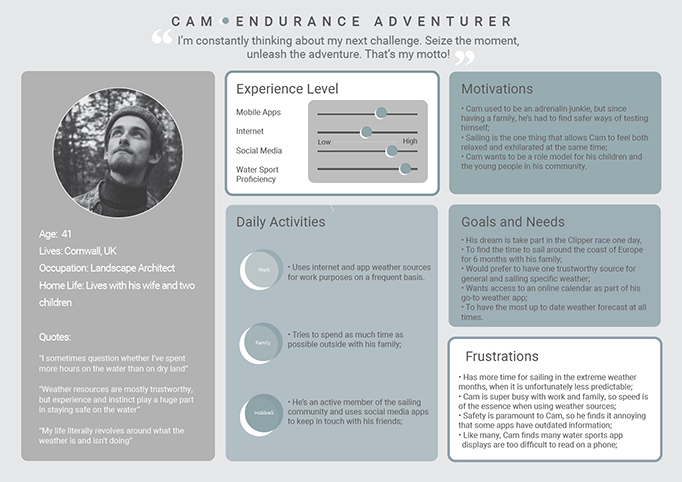 CAM ENDURANCE ADVENTURER
“I'm constantly thinking about my next challenge. Seize the moment,
unleash the adventure. That's my motto!”
Age: 41
Lives: Cornwall, UK
Occupation: Landscape Architect
Home Life: Lives with his wife and two
children
Quotes:
“I sometimes question whether I've spent
more hours on the water than on dry land”
“Weather resources are mostly trustworthy,
but experience and instinct play a huge part
in staying safe on the water”
“My life literally revolves around what the
weather is and isn't doing”
Experience Level
Mobile Apps
Internet
Social Media
Water Sport
Proficiency
Low High
Daily Activities
Work
• Uses internet and app weather sources
for work purposes on a frequent basis.
Family
• Tries to spend as much time as
possible outside with his family;
HobbieS
• He's an active member of the sailing
community and uses social media apps
to keep in touch with his friends;
Motivations
• Cam used to be an adrenalin junkie, but since
having a family, he's had to find safer ways of testing
himself;
• Sailing is the one thing that allows Cam to feel both
relaxed and exhilarated at the same time;
• Cam wants to be a role model for his children and
the young people in his community.
Goals and Needs
• His dream is take part in the Clipper race one day,
• To find the time to sail around the coast of Europe
for 6 months with his family;
• Would prefer to have one trustworthy source for
general and sailing specific weather;
• Wants access to an online calendar as part of his
go-to weather app;
• To have the most up to date weather forecast at all
times.
Frustrations
• Has more time for sailing in the extreme weather
months, when it is unfortunately less predictable;
• Cam is super busy with work and family, so speed is
of the essence when using weather sources;
• Safety is paramount to Cam, so he finds it annoying
that some apps have outdated information;
• Like many, Cam finds many water sports app
displays are too difficult to read on a phone;